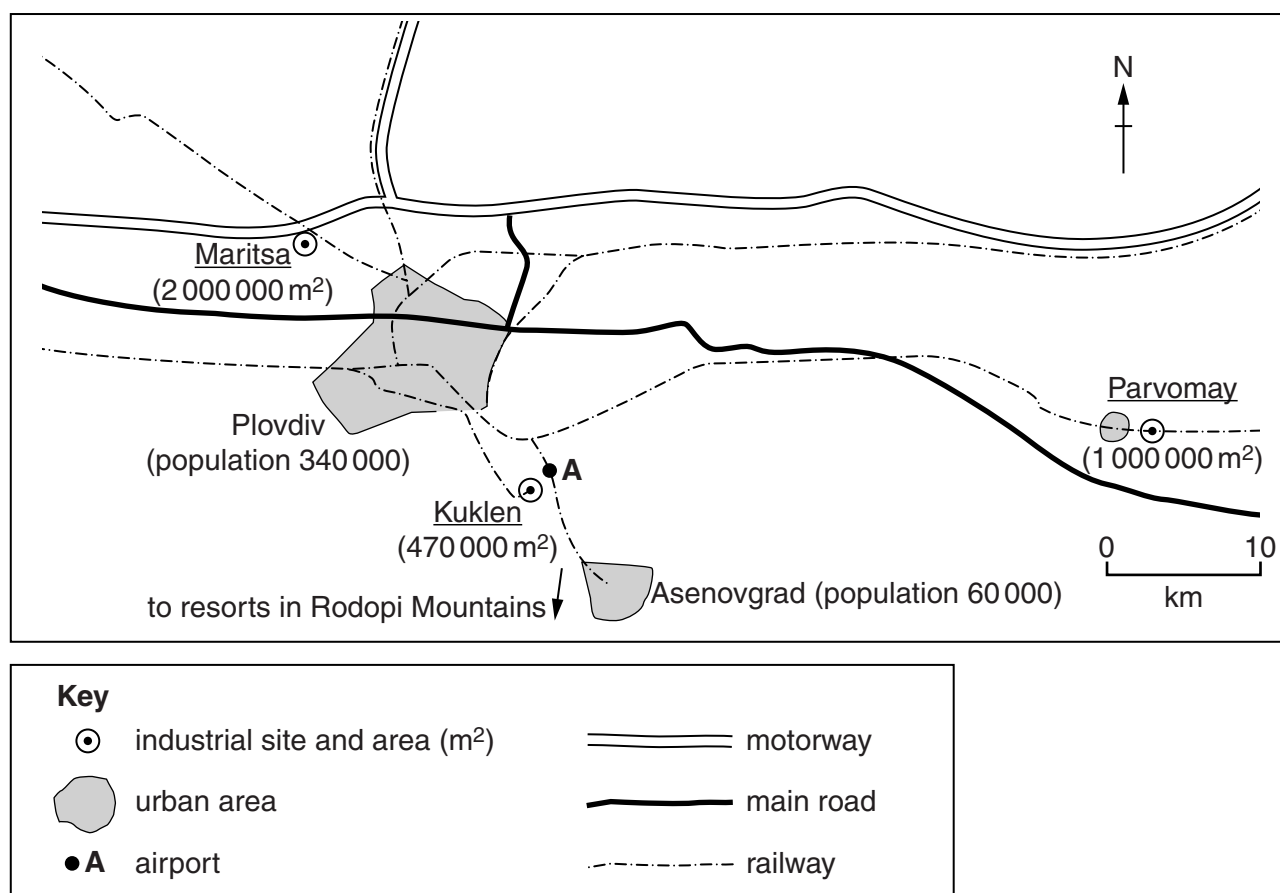 N
Maritsa
(2 000 000 m²)
Parvomay
(1 000 000 m²)
Plovdiv
(population 340 000)
A
Kuklen
(470 000 m²)
0 10
km
to resorts in Rodopi Mountains
Asenovgrad (population 60 000)
Key
industrial site and area (m²)
motorway
urban area
main road
A airport
railway